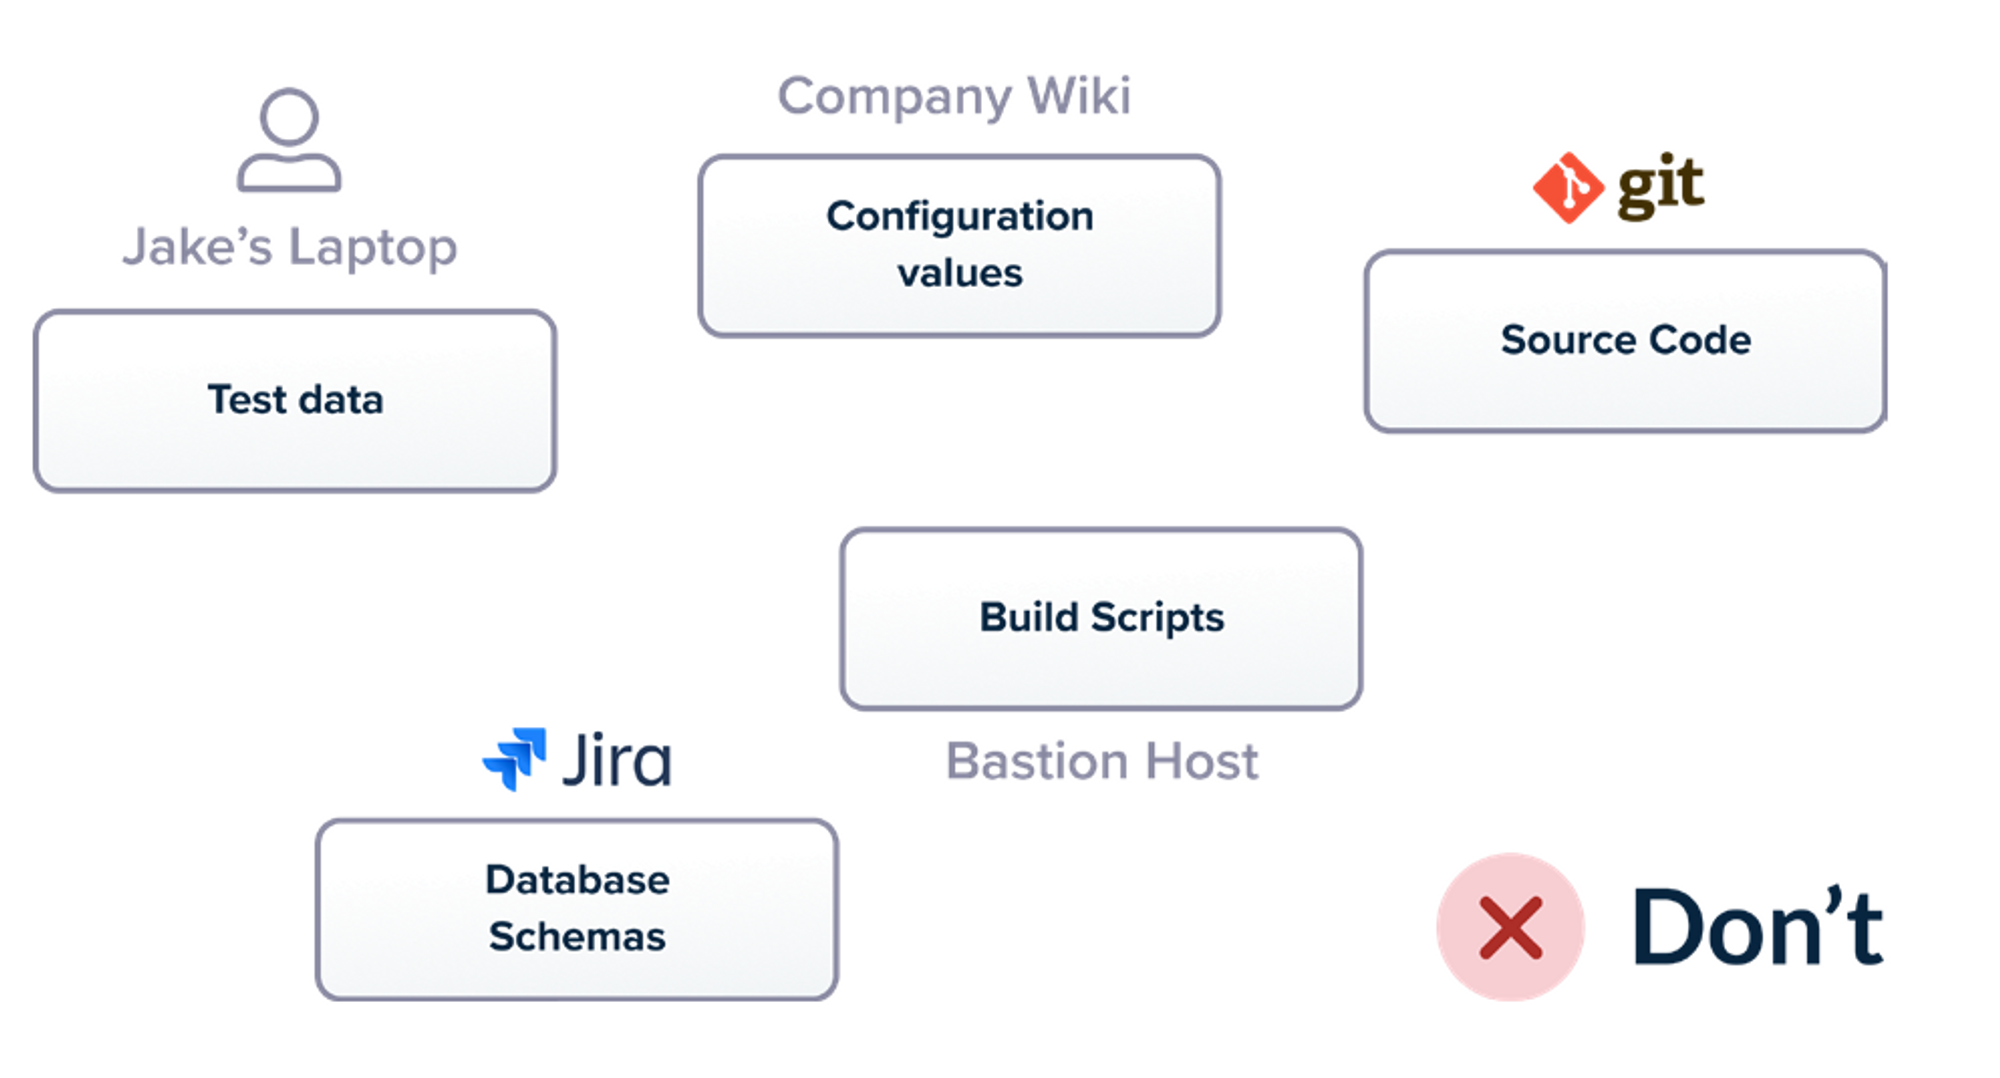 Jake’s Laptop
Test data
Company Wiki
Configuration
values
git
Source Code
Build Scripts
Bastion Host
Jira
Database
Schemas
Don’t